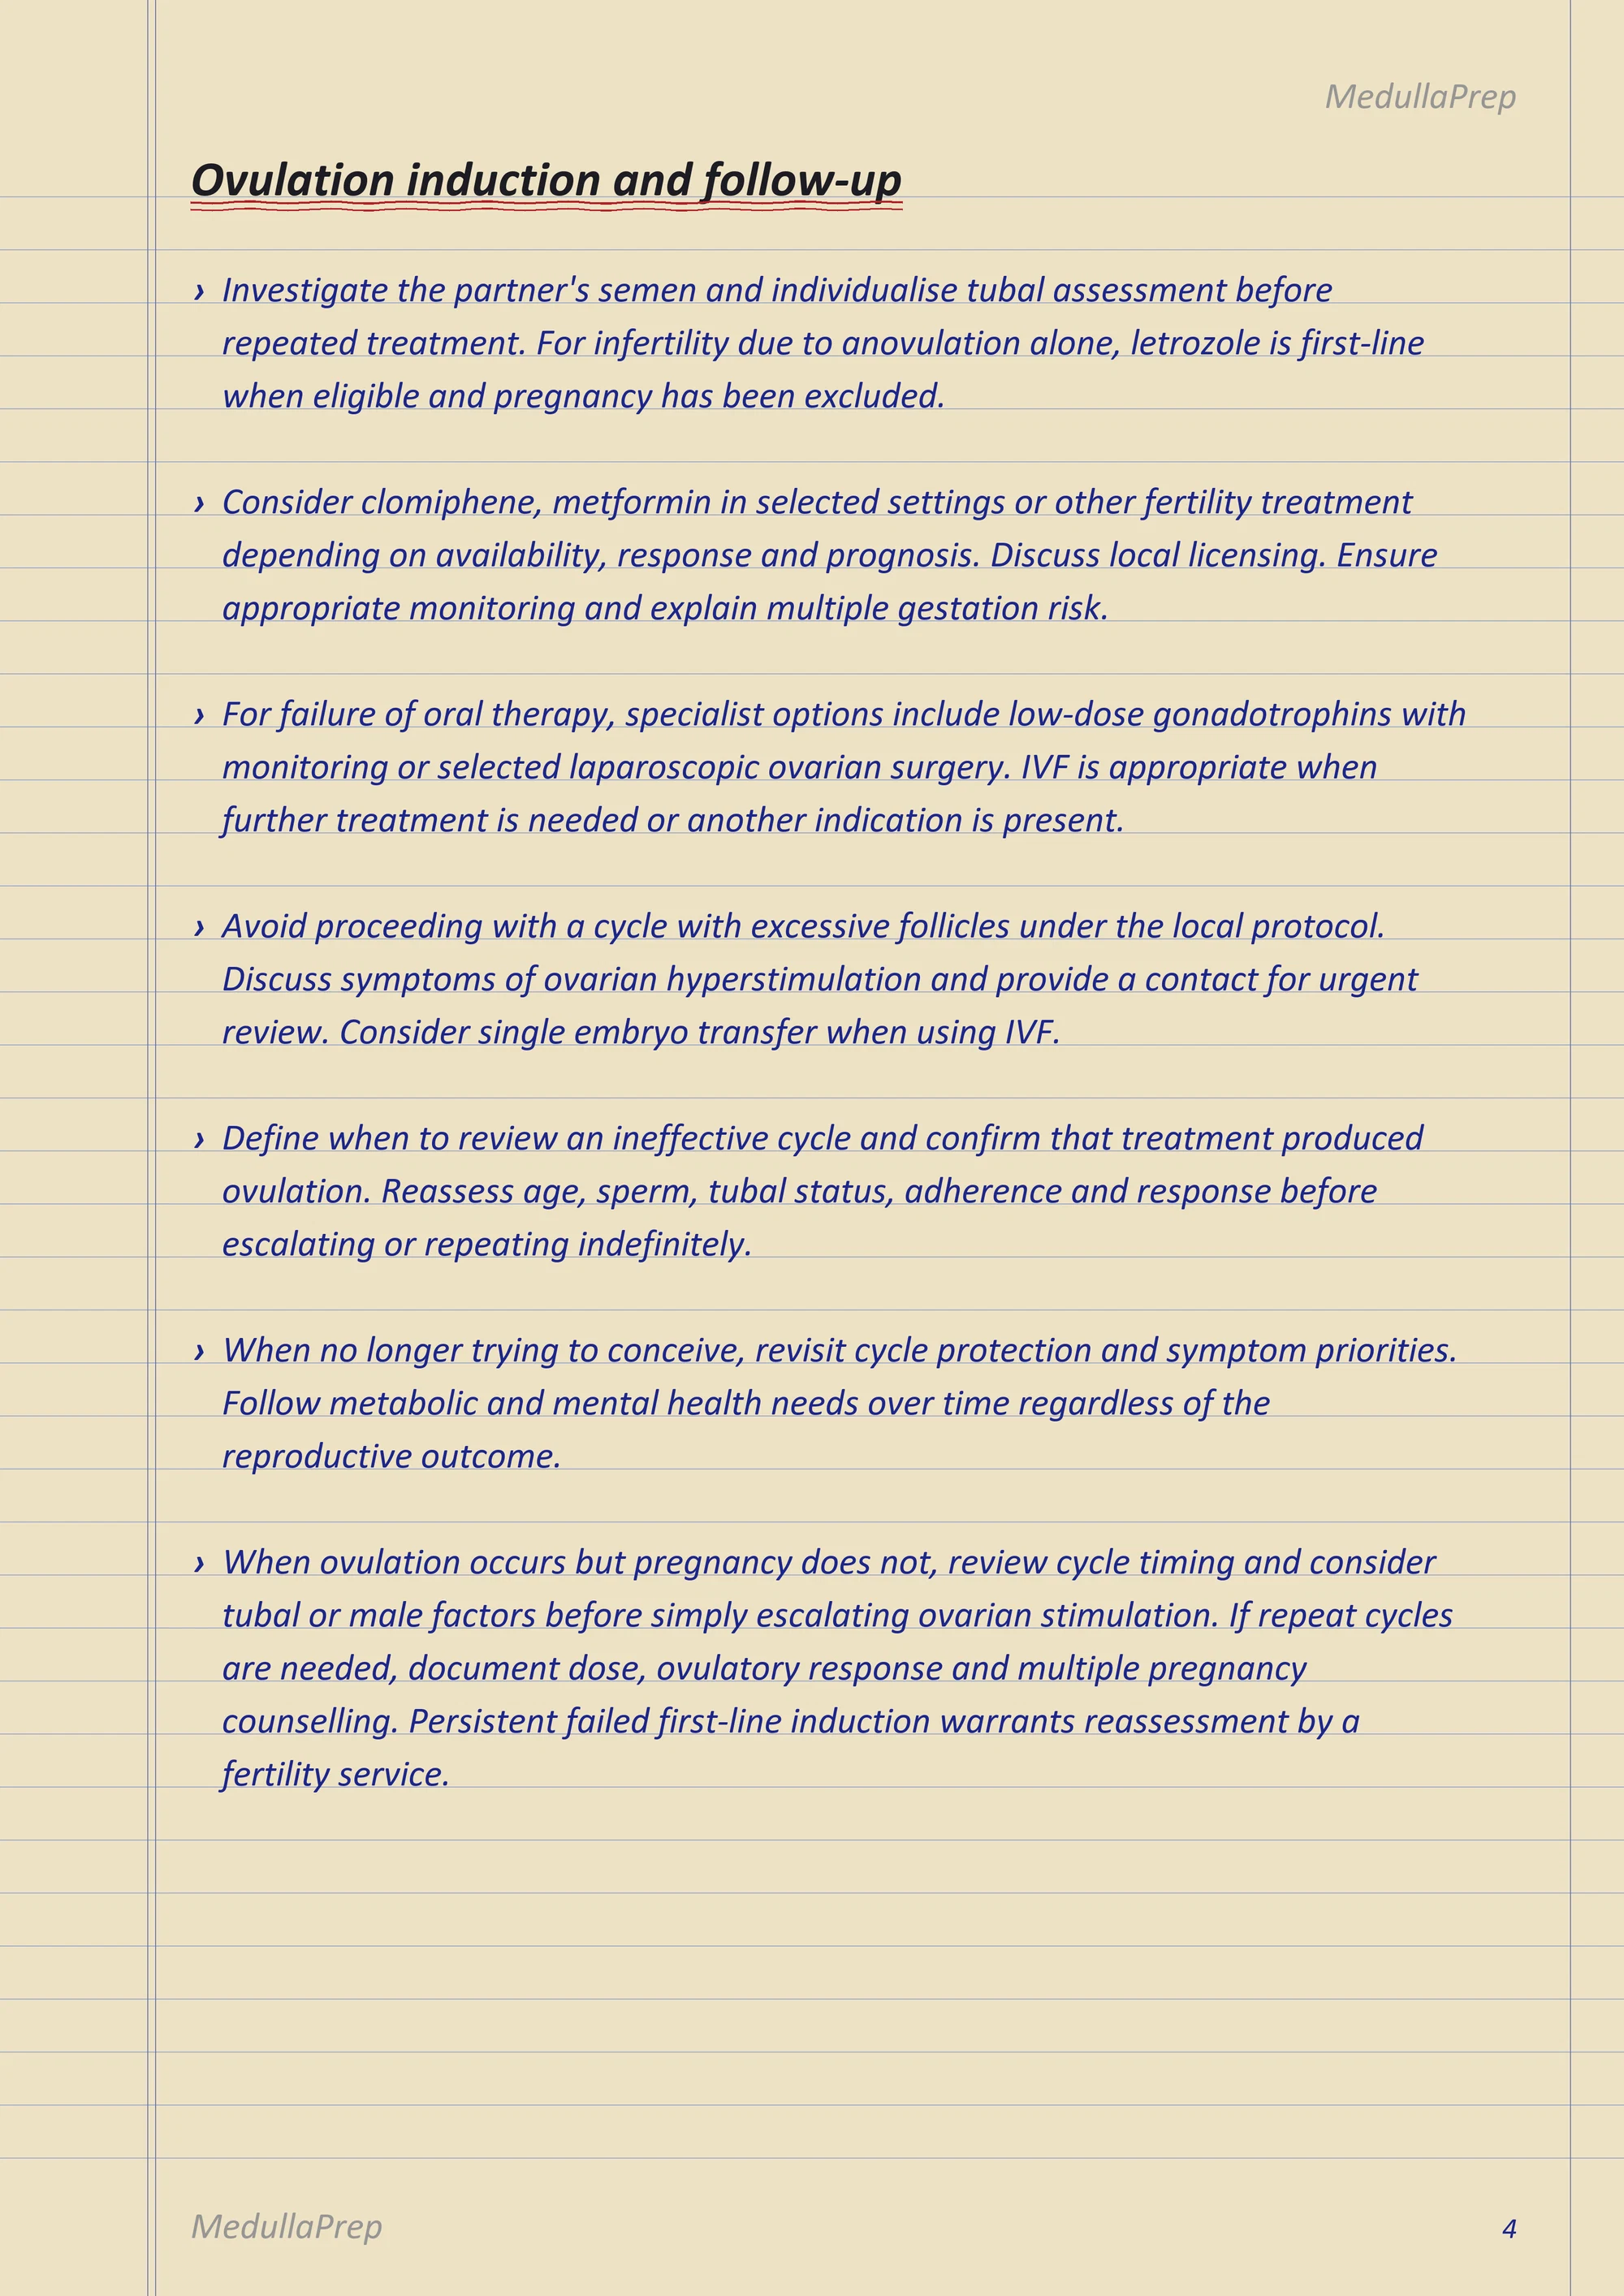 MedullaPrep
Ovulation induction and follow-up
› Investigate the partner's semen and individualise tubal assessment before
repeated treatment. For infertility due to anovulation alone, letrozole is first-line
when eligible and pregnancy has been excluded.
› Consider clomiphene, metformin in selected settings or other fertility treatment
depending on availability, response and prognosis. Discuss local licensing. Ensure
appropriate monitoring and explain multiple gestation risk.
› For failure of oral therapy, specialist options include low-dose gonadotrophins with
monitoring or selected laparoscopic ovarian surgery. IVF is appropriate when
further treatment is needed or another indication is present.
› Avoid proceeding with a cycle with excessive follicles under the local protocol.
Discuss symptoms of ovarian hyperstimulation and provide a contact for urgent
review. Consider single embryo transfer when using IVF.
› Define when to review an ineffective cycle and confirm that treatment produced
ovulation. Reassess age, sperm, tubal status, adherence and response before
escalating or repeating indefinitely.
› When no longer trying to conceive, revisit cycle protection and symptom priorities.
Follow metabolic and mental health needs over time regardless of the
reproductive outcome.
› When ovulation occurs but pregnancy does not, review cycle timing and consider
tubal or male factors before simply escalating ovarian stimulation. If repeat cycles
are needed, document dose, ovulatory response and multiple pregnancy
counselling. Persistent failed first-line induction warrants reassessment by a
fertility service.
MedullaPrep
4